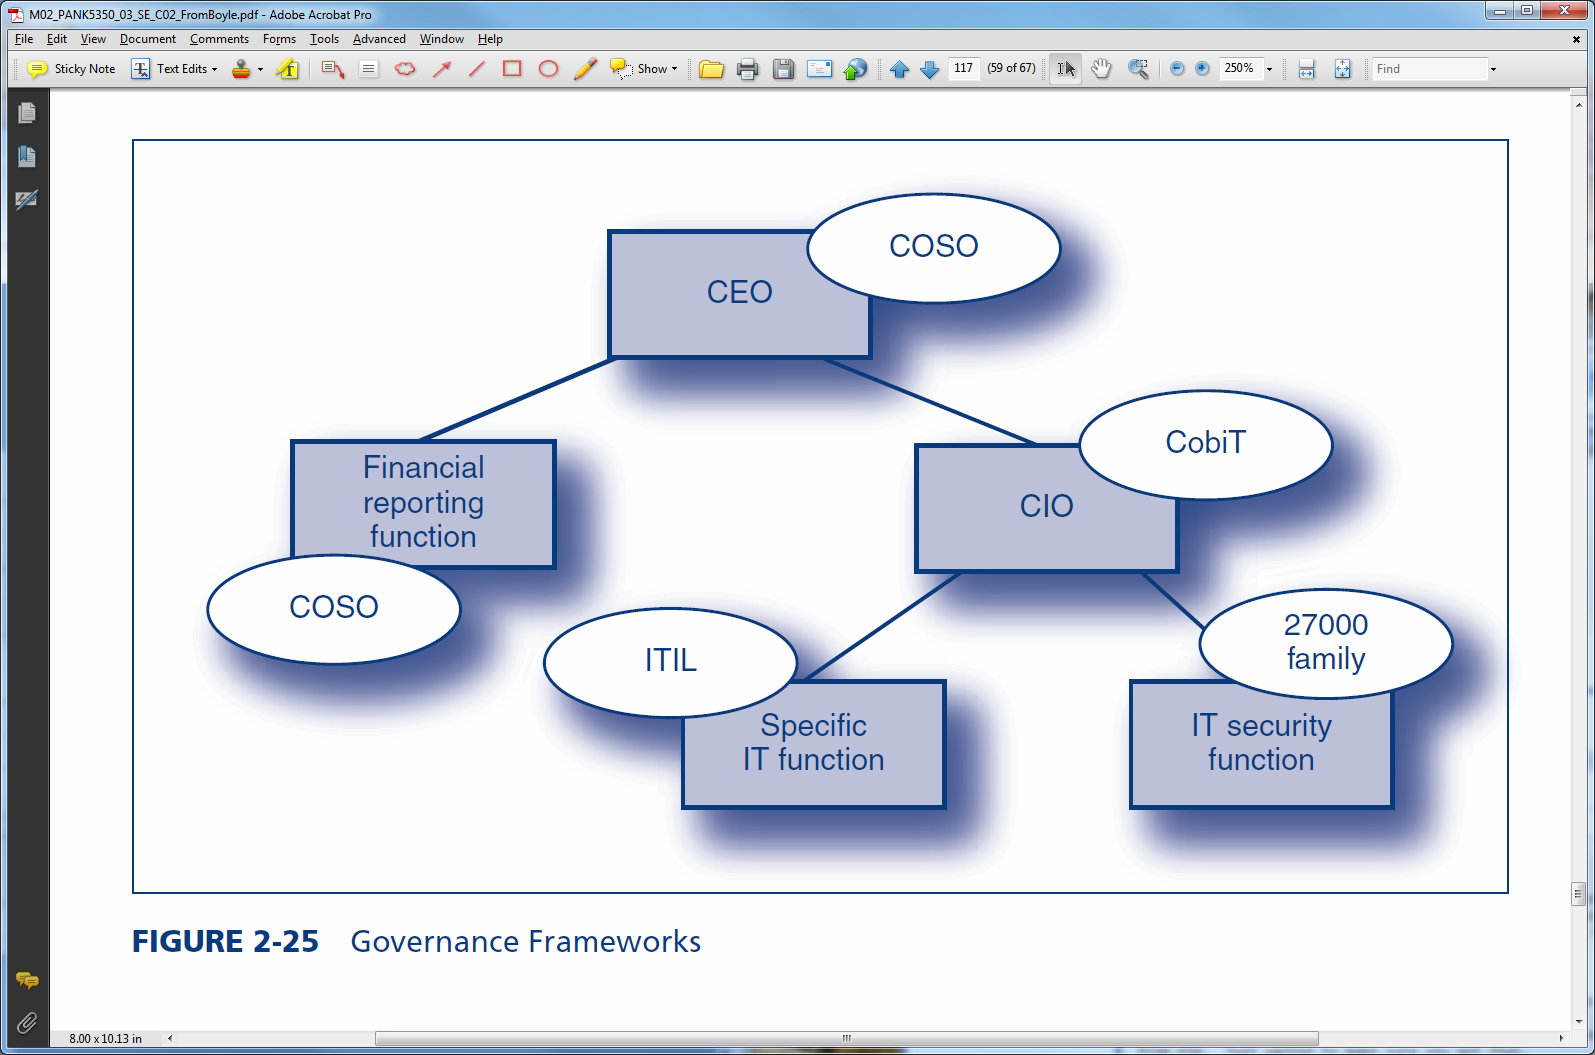 M02_PANK5350_03_SE_C02_FromBoyle.pdf - Adobe Acrobat Pro
File Edit View Document Comments Forms Tools Advanced Window Help
Sticky Note Text Edits Show 117 (59 of 67) 250% Find
COSO
CEO
CobiT
Financial
reporting
function
CIO
COSO
27000
family
ITIL
Specific
IT function
IT security
function
FIGURE 2-25 Governance Frameworks
8.00 x 10.13 in